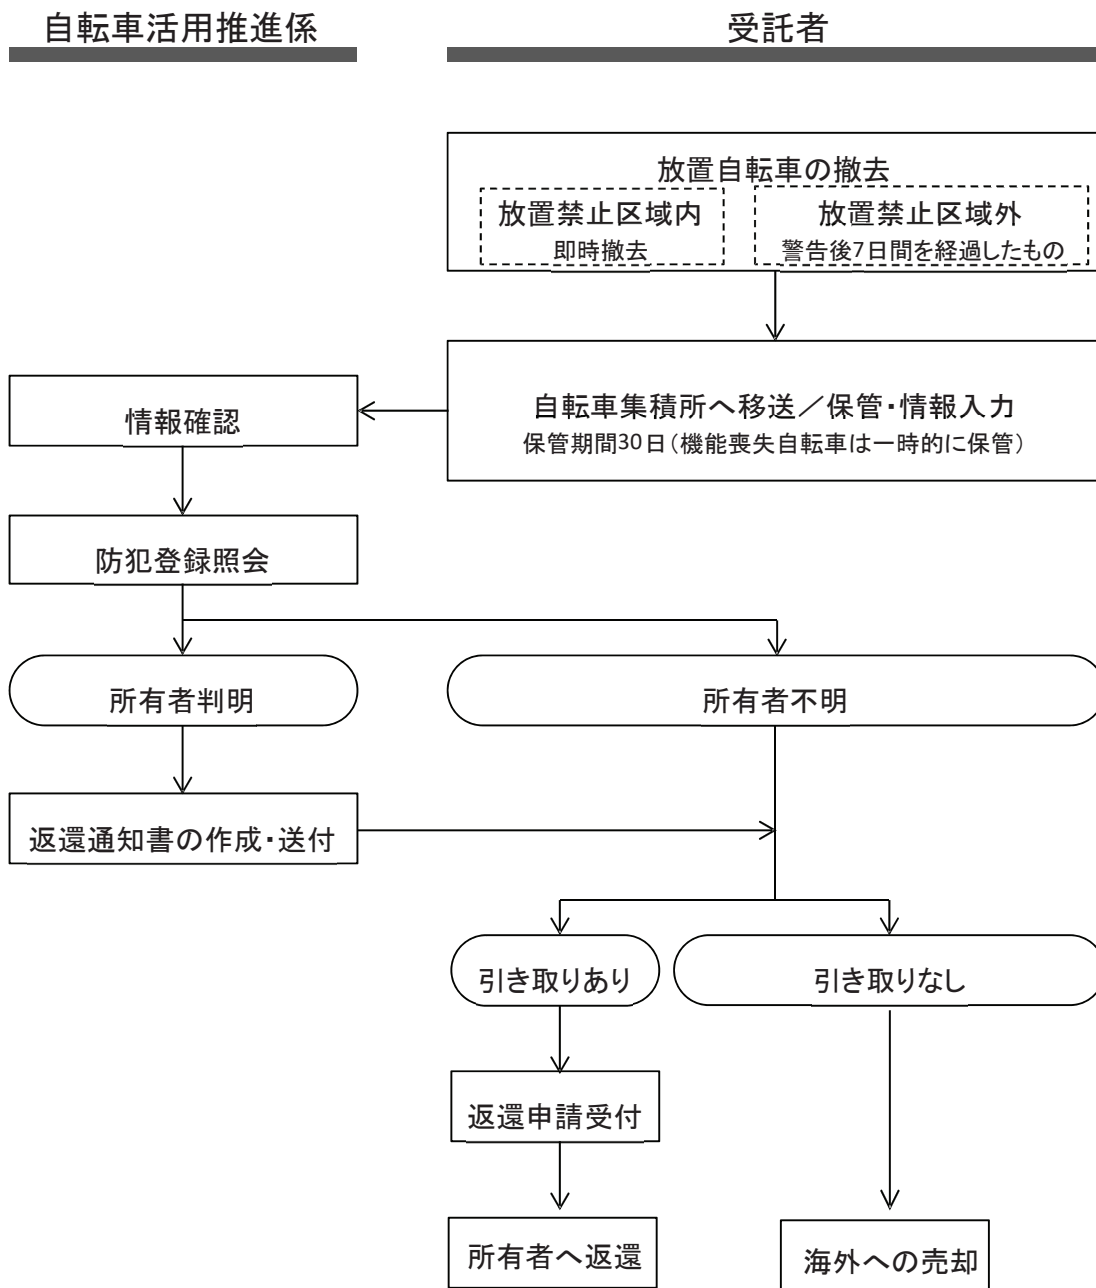 自転車活用推進係
受託者
放置自転車の撤去
放置禁止区域内
即時撤去
放置禁止区域外
警告後7日間を経過したもの
自転車集積所へ移送／保管・情報入力
保管期間30日（機能喪失自転車は一時的に保管）
情報確認
防犯登録照会
所有者判明
所有者不明
返還通知書の作成・送付
引き取りあり
引き取りなし
返還申請受付
所有者へ返還
海外への売却